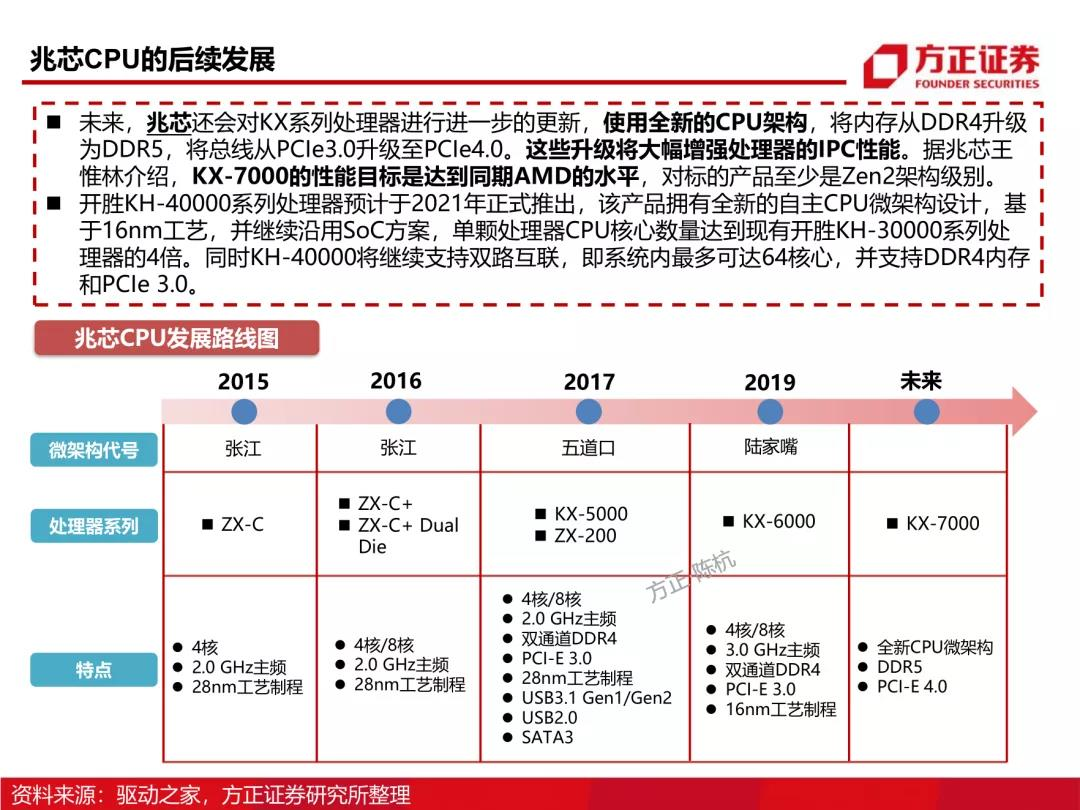 兆芯CPU的后续发展
方正证券
FOUNDER SECURITIES
■ 未来，兆芯还会对KX系列处理器进行进一步的更新，使用全新的CPU架构，将内存从DDR4升级
为DDR5，将总线从PCIe3.0升级至PCIe4.0。这些升级将大幅增强处理器的IPC性能。据兆芯王
惟林介绍，KX-7000的性能目标是达到同期AMD的水平，对标的产品至少是Zen2架构级别。
■ 开胜KH-40000系列处理器预计于2021年正式推出，该产品拥有全新的自主CPU微架构设计，基
于16nm工艺，并继续沿用SoC方案，单颗处理器CPU核心数量达到现有开胜KH-30000系列处
理器的4倍。同时KH-40000将继续支持双路互联，即系统内最多可达64核心，并支持DDR4内存
和PCIe 3.0。
兆芯CPU发展路线图
2015
2016
2017
2019
未来
微架构代号
张江
张江
五道口
陆家嘴
处理器系列
■ ZX-C
■ ZX-C+
■ ZX-C+ Dual
Die
■ KX-5000
■ ZX-200
■ KX-6000
■ KX-7000
方正 陈杭
特点
● 4核
● 2.0 GHz主频
● 28nm工艺制程
● 4核/8核
● 2.0 GHz主频
● 28nm工艺制程
● 4核/8核
● 2.0 GHz主频
● 双通道DDR4
● PCI-E 3.0
● 28nm工艺制程
● USB3.1 Gen1/Gen2
● USB2.0
● SATA3
● 4核/8核
● 3.0 GHz主频
● 双通道DDR4
● PCI-E 3.0
● 16nm工艺制程
● 全新CPU微架构
● DDR5
● PCI-E 4.0
资料来源：驱动之家，方正证券研究所整理